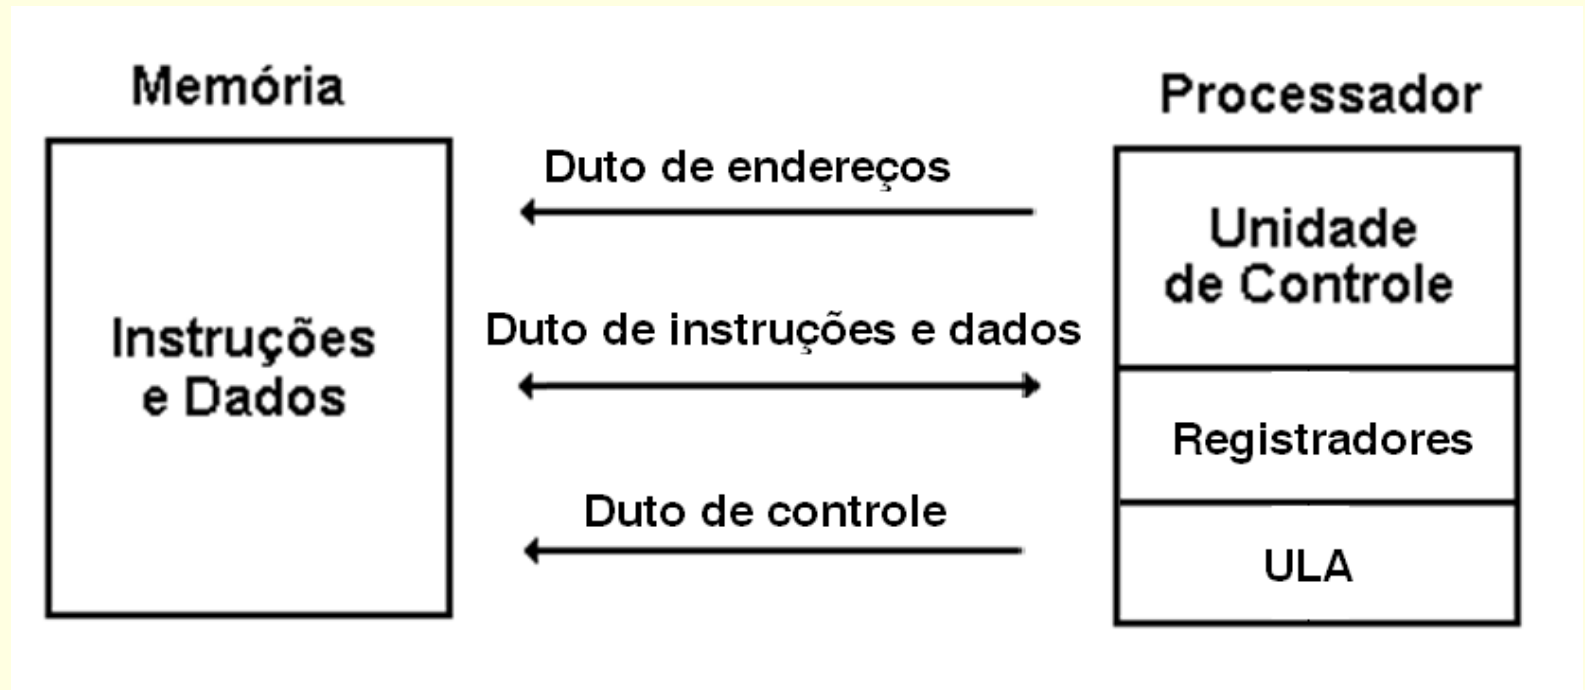 Memória
Processador
Duto de endereços
Unidade
de Controle
Instruções
e Dados
Duto de instruções e dados
Registradores
Duto de controle
ULA